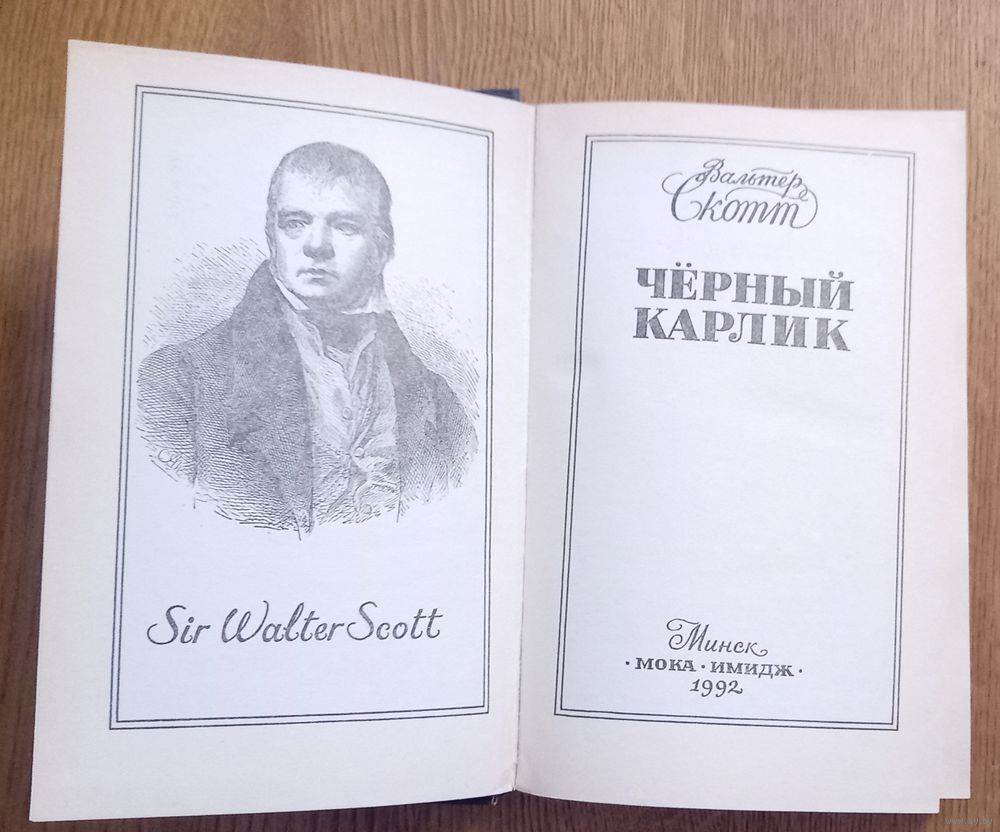 Sir Walter Scott
Вальтер
Скотт
ЧЁРНЫЙ
КАРЛИК
Минск
· МОКА · ИМИДЖ ·
1992